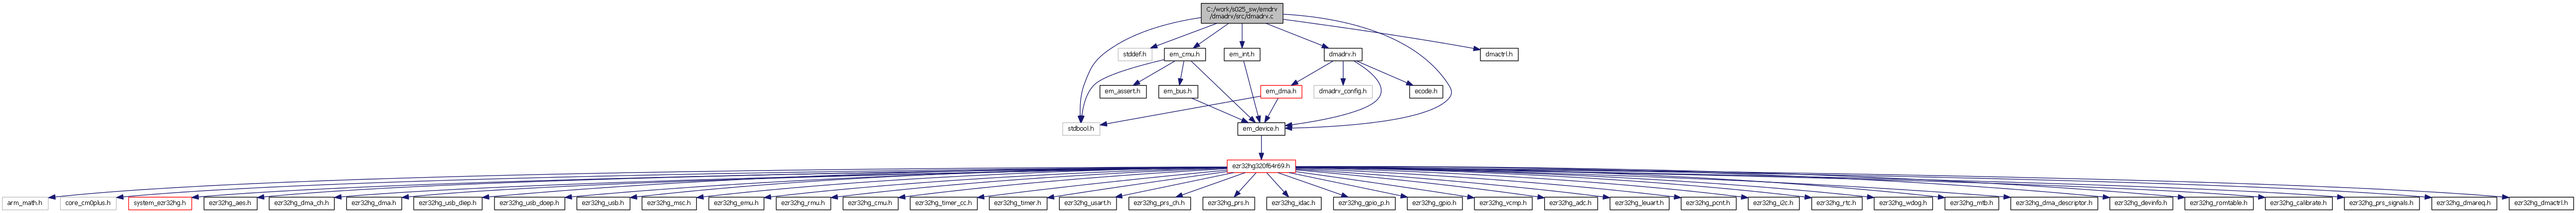 C:/work/s025_sw/emdrv
/dmadrv/src/dmadrv.c
stddef.h
em_cmu.h
em_int.h
dmadrv.h
dmactrl.h
em_assert.h
em_bus.h
em_dma.h
dmadrv_config.h
ecode.h
stdbool.h
em_device.h
ezr32hg320f64r69.h
arm_math.h
core_cm0plus.h
system_ezr32hg.h
ezr32hg_aes.h
ezr32hg_dma_ch.h
ezr32hg_dma.h
ezr32hg_usb_diep.h
ezr32hg_usb_doep.h
ezr32hg_usb.h
ezr32hg_msc.h
ezr32hg_emu.h
ezr32hg_rmu.h
ezr32hg_cmu.h
ezr32hg_timer_cc.h
ezr32hg_timer.h
ezr32hg_usart.h
ezr32hg_prs_ch.h
ezr32hg_prs.h
ezr32hg_idac.h
ezr32hg_gpio_p.h
ezr32hg_gpio.h
ezr32hg_vcmp.h
ezr32hg_adc.h
ezr32hg_leuart.h
ezr32hg_pcnt.h
ezr32hg_i2c.h
ezr32hg_rtc.h
ezr32hg_wdog.h
ezr32hg_mtb.h
ezr32hg_dma_descriptor.h
ezr32hg_devinfo.h
ezr32hg_romtable.h
ezr32hg_calibrate.h
ezr32hg_prs_signals.h
ezr32hg_dmareq.h
ezr32hg_dmactrl.h